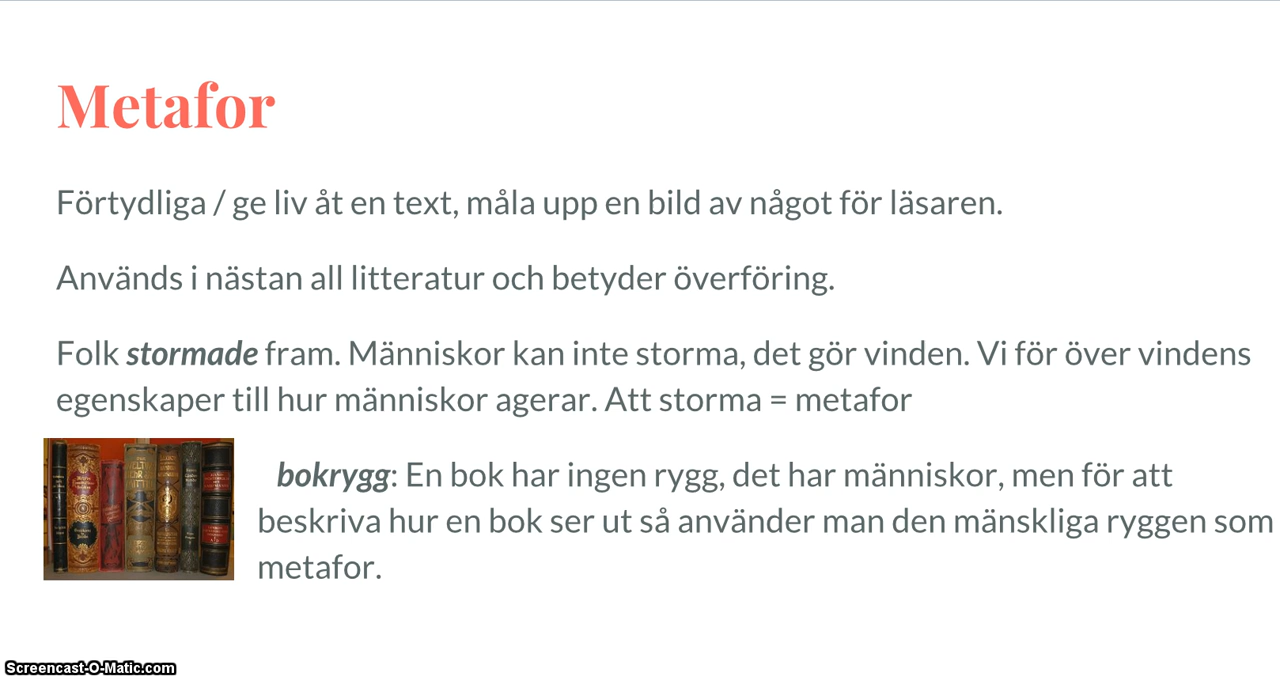 Metafor
Förtydliga / ge liv åt en text, måla upp en bild av något för läsaren.
Används i nästan all litteratur och betyder överföring.
Folk stormade fram. Människor kan inte storma, det gör vinden. Vi för över vindens
egenskaper till hur människor agerar. Att storma = metafor
bokrygg: En bok har ingen rygg, det har människor, men för att
beskriva hur en bok ser ut så använder man den mänskliga ryggen som
metafor.
Screencast-O-Matic.com